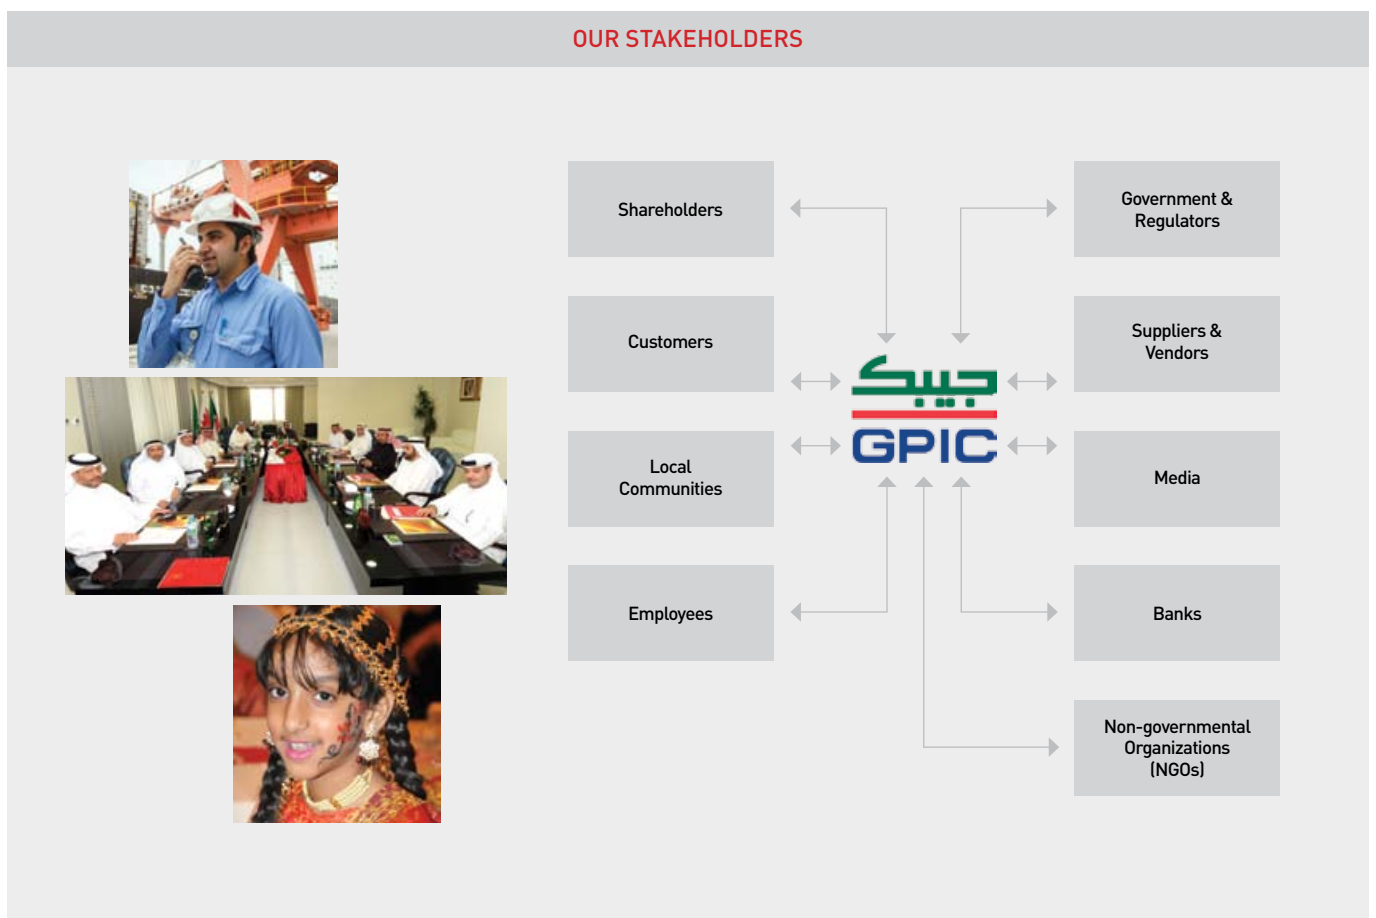 OUR STAKEHOLDERS
Shareholders
Customers
Local
Communities
Employees
جيبك
GPIC
Government &
Regulators
Suppliers &
Vendors
Media
Banks
Non-governmental
Organizations
(NGOs)